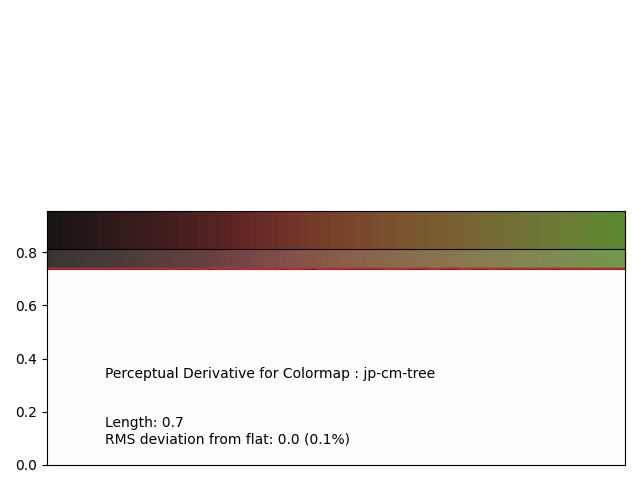 0.8
0.6
0.4
Perceptual Derivative for Colormap : jp-cm-tree
0.2
Length: 0.7
RMS deviation from flat: 0.0 (0.1%)
0.0